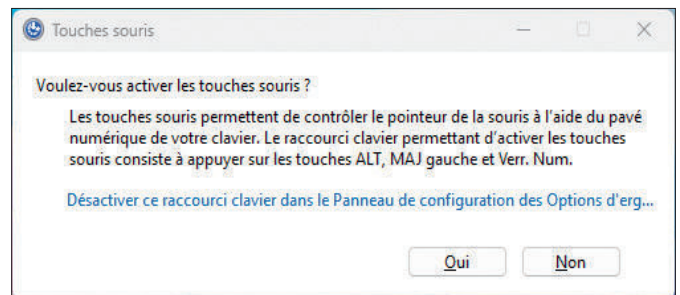 Touches souris
Voulez-vous activer les touches souris ?
Les touches souris permettent de contrôler le pointeur de la souris à l'aide du pavé
numérique de votre clavier. Le raccourci clavier permettant d'activer les touches
souris consiste à appuyer sur les touches ALT, MAJ gauche et Verr. Num.
Désactiver ce raccourci clavier dans le Panneau de configuration des Options d'erg...
Oui Non